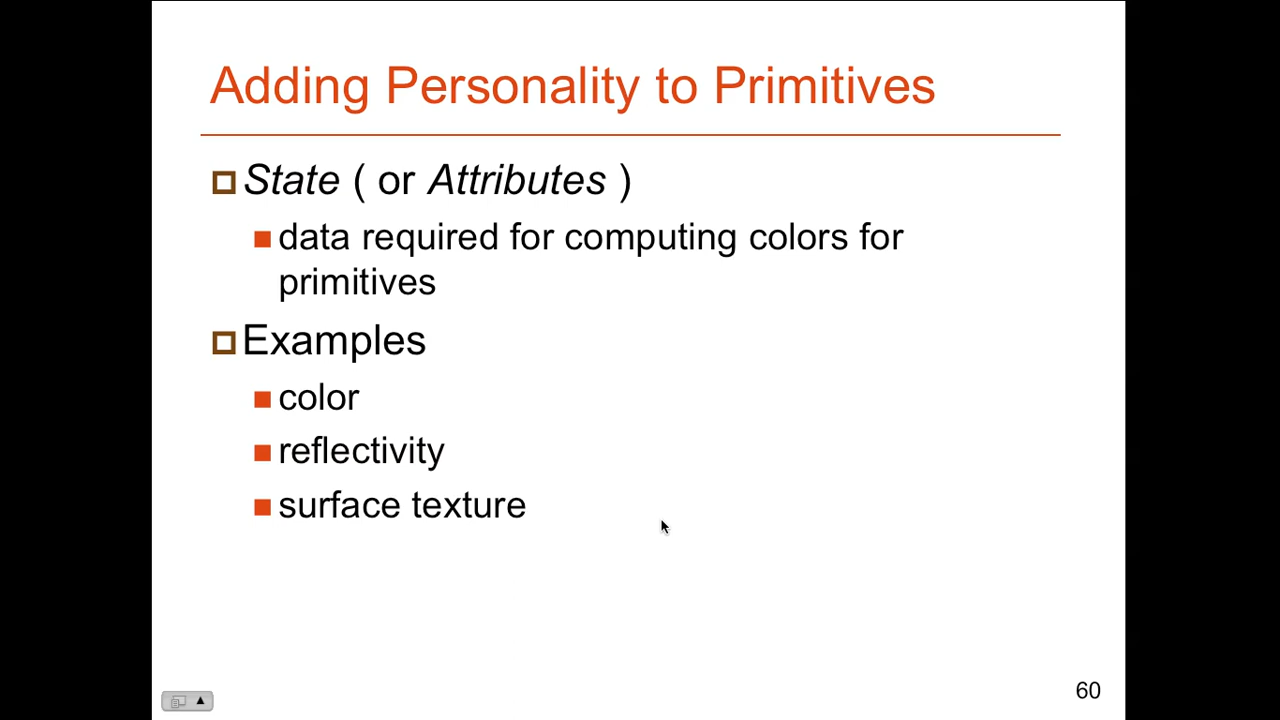 Adding Personality to Primitives
State ( or Attributes )
data required for computing colors for
primitives
Examples
color
reflectivity
surface texture
60